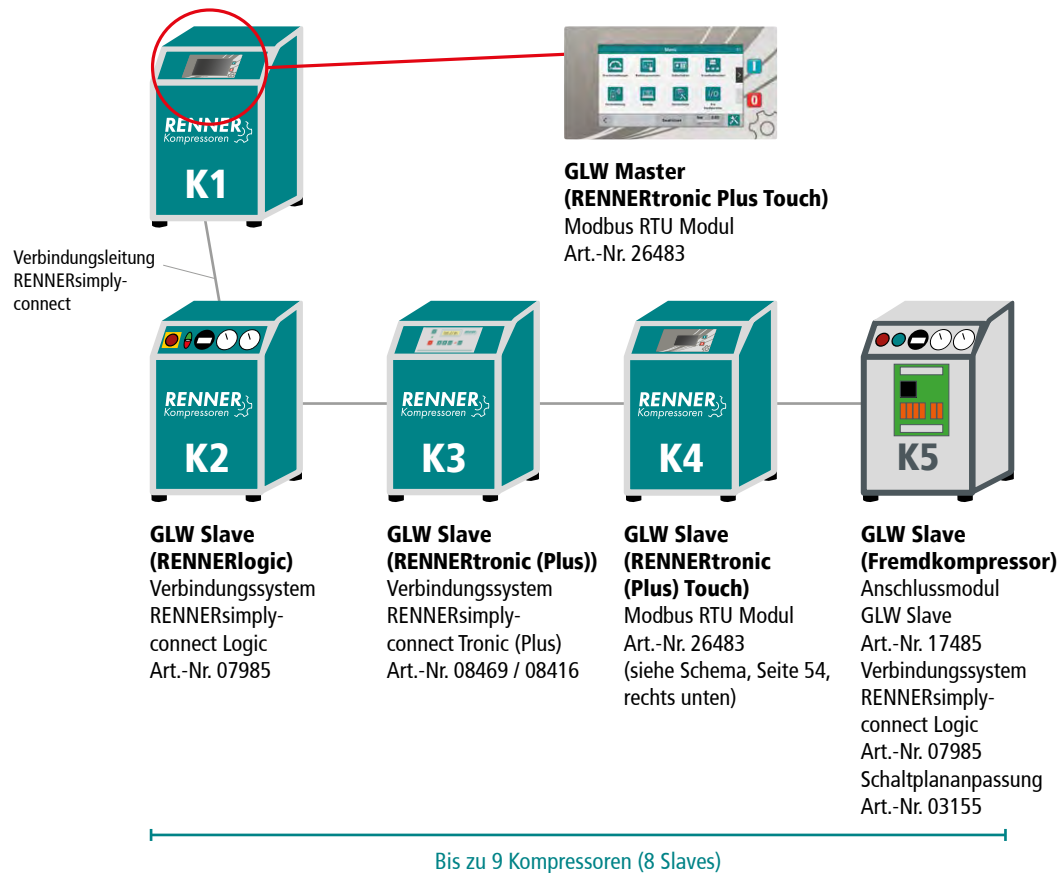 RENNER
Kompressoren
K1
Menü
I
0
I/O
GLW Master
(RENNERtronic Plus Touch)
Modbus RTU Modul
Art.-Nr. 26483
Verbindungsleitung
RENNERsimply-
connect
RENNER
Kompressoren
K2
RENNER
Kompressoren
K3
RENNER
Kompressoren
K4
K5
GLW Slave
(RENNERlogic)
Verbindungssystem
RENNERsimply-
connect Logic
Art.-Nr. 07985
GLW Slave
(RENNERtronic (Plus))
Verbindungssystem
RENNERsimply-
connect Tronic (Plus)
Art.-Nr. 08469 / 08416
GLW Slave
(RENNERtronic
(Plus) Touch)
Modbus RTU Modul
Art.-Nr. 26483
(siehe Schema, Seite 54,
rechts unten)
GLW Slave
(Fremdkompressor)
Anschlussmodul
GLW Slave
Art.-Nr. 17485
Verbindungssystem
RENNERsimply-
connect Logic
Art.-Nr. 07985
Schaltplananpassung
Art.-Nr. 03155
Bis zu 9 Kompressoren (8 Slaves)